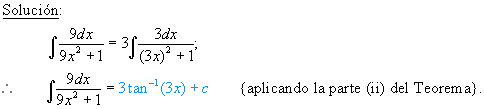 Solución:
∫ 9dx / 9x² + 1 = 3∫ 3dx / (3x)² + 1;
∴ ∫ 9dx / 9x² + 1 = 3tan⁻¹(3x) + c {aplicando la parte (ii) del Teorema}.